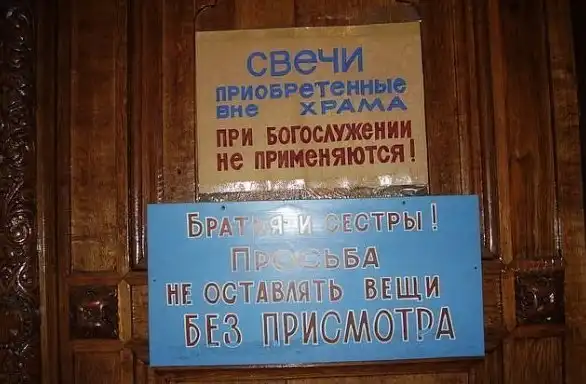 СВЕЧИ
ПРИОБРЕТЕННЫЕ
ВНЕ ХРАМА
ПРИ БОГОСЛУЖЕНИИ
НЕ ПРИМЕНЯЮТСЯ!
БРАТЬЯ И СЕСТРЫ!
ПРОСЬБА
НЕ ОСТАВЛЯТЬ ВЕЩИ
БЕЗ ПРИСМОТРА